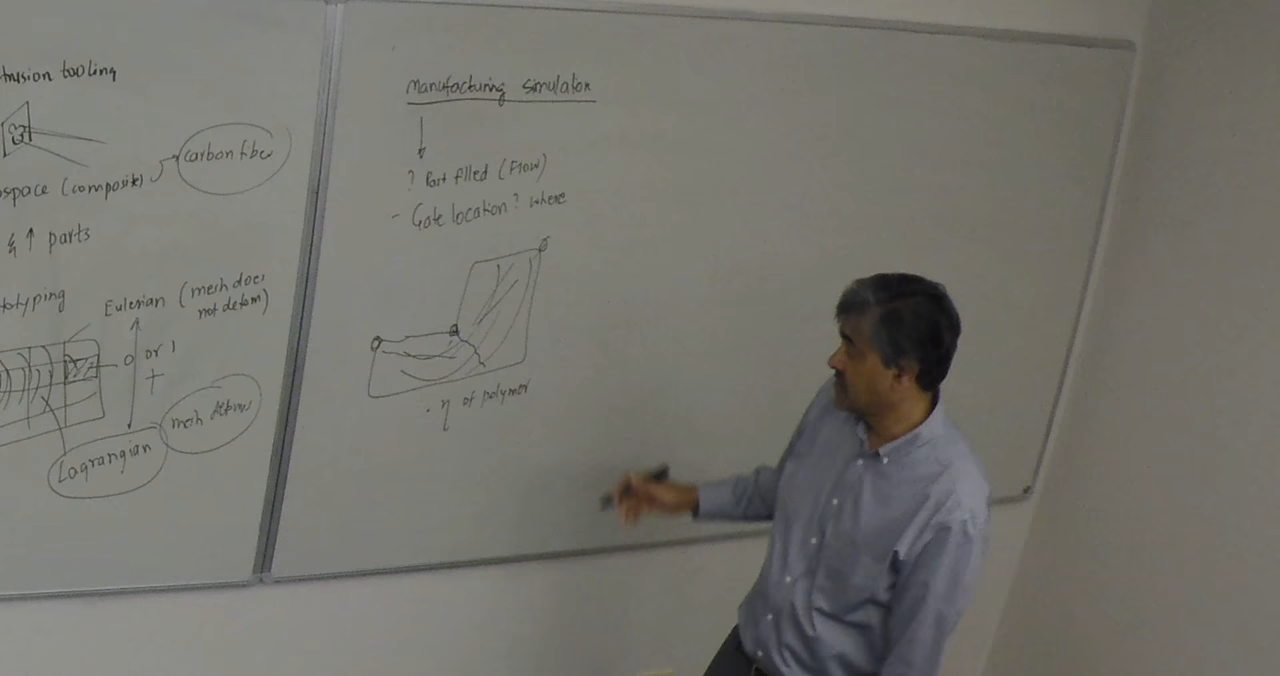 trusion tooling
carbon fiber
ospace (composite)
& ↑ parts
totyping
Eulerian (mesh does
not deform)
0 or 1
+
Lagrangian
mesh deforms
Manufacturing simulation
? Part filled (Flow)
- Gate location? where
. η of polymer